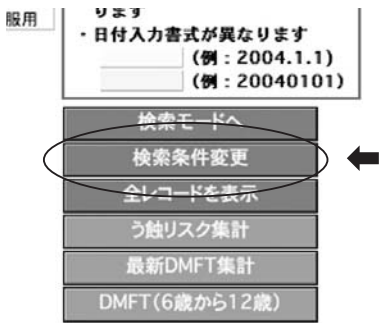 服用
ります
・日付入力書式が異なります
(例：2004.1.1)
(例：20040101)
検索モードへ
検索条件変更
全レコードを表示
う蝕リスク集計
最新DMFT集計
DMFT(6歳から12歳)